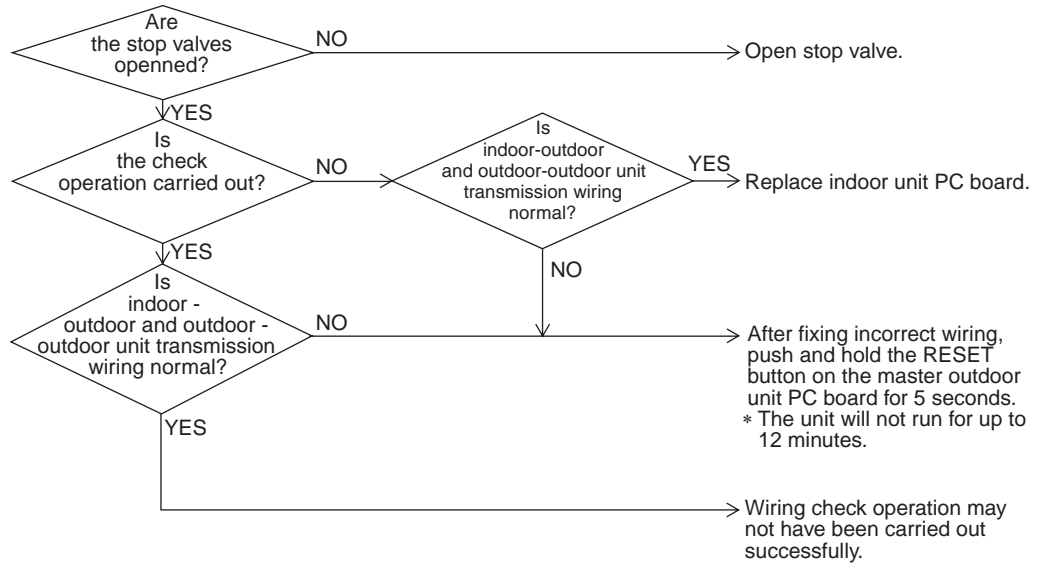 Are
the stop valves
openned?
NO
Open stop valve.
YES
Is
the check
operation carried out?
NO
Is
indoor-outdoor
and outdoor-outdoor unit
transmission wiring
normal?
YES
Replace indoor unit PC board.
YES
NO
Is
indoor -
outdoor and outdoor -
outdoor unit transmission
wiring normal?
NO
After fixing incorrect wiring,
push and hold the RESET
button on the master outdoor
unit PC board for 5 seconds.
* The unit will not run for up to
12 minutes.
YES
Wiring check operation may
not have been carried out
successfully.